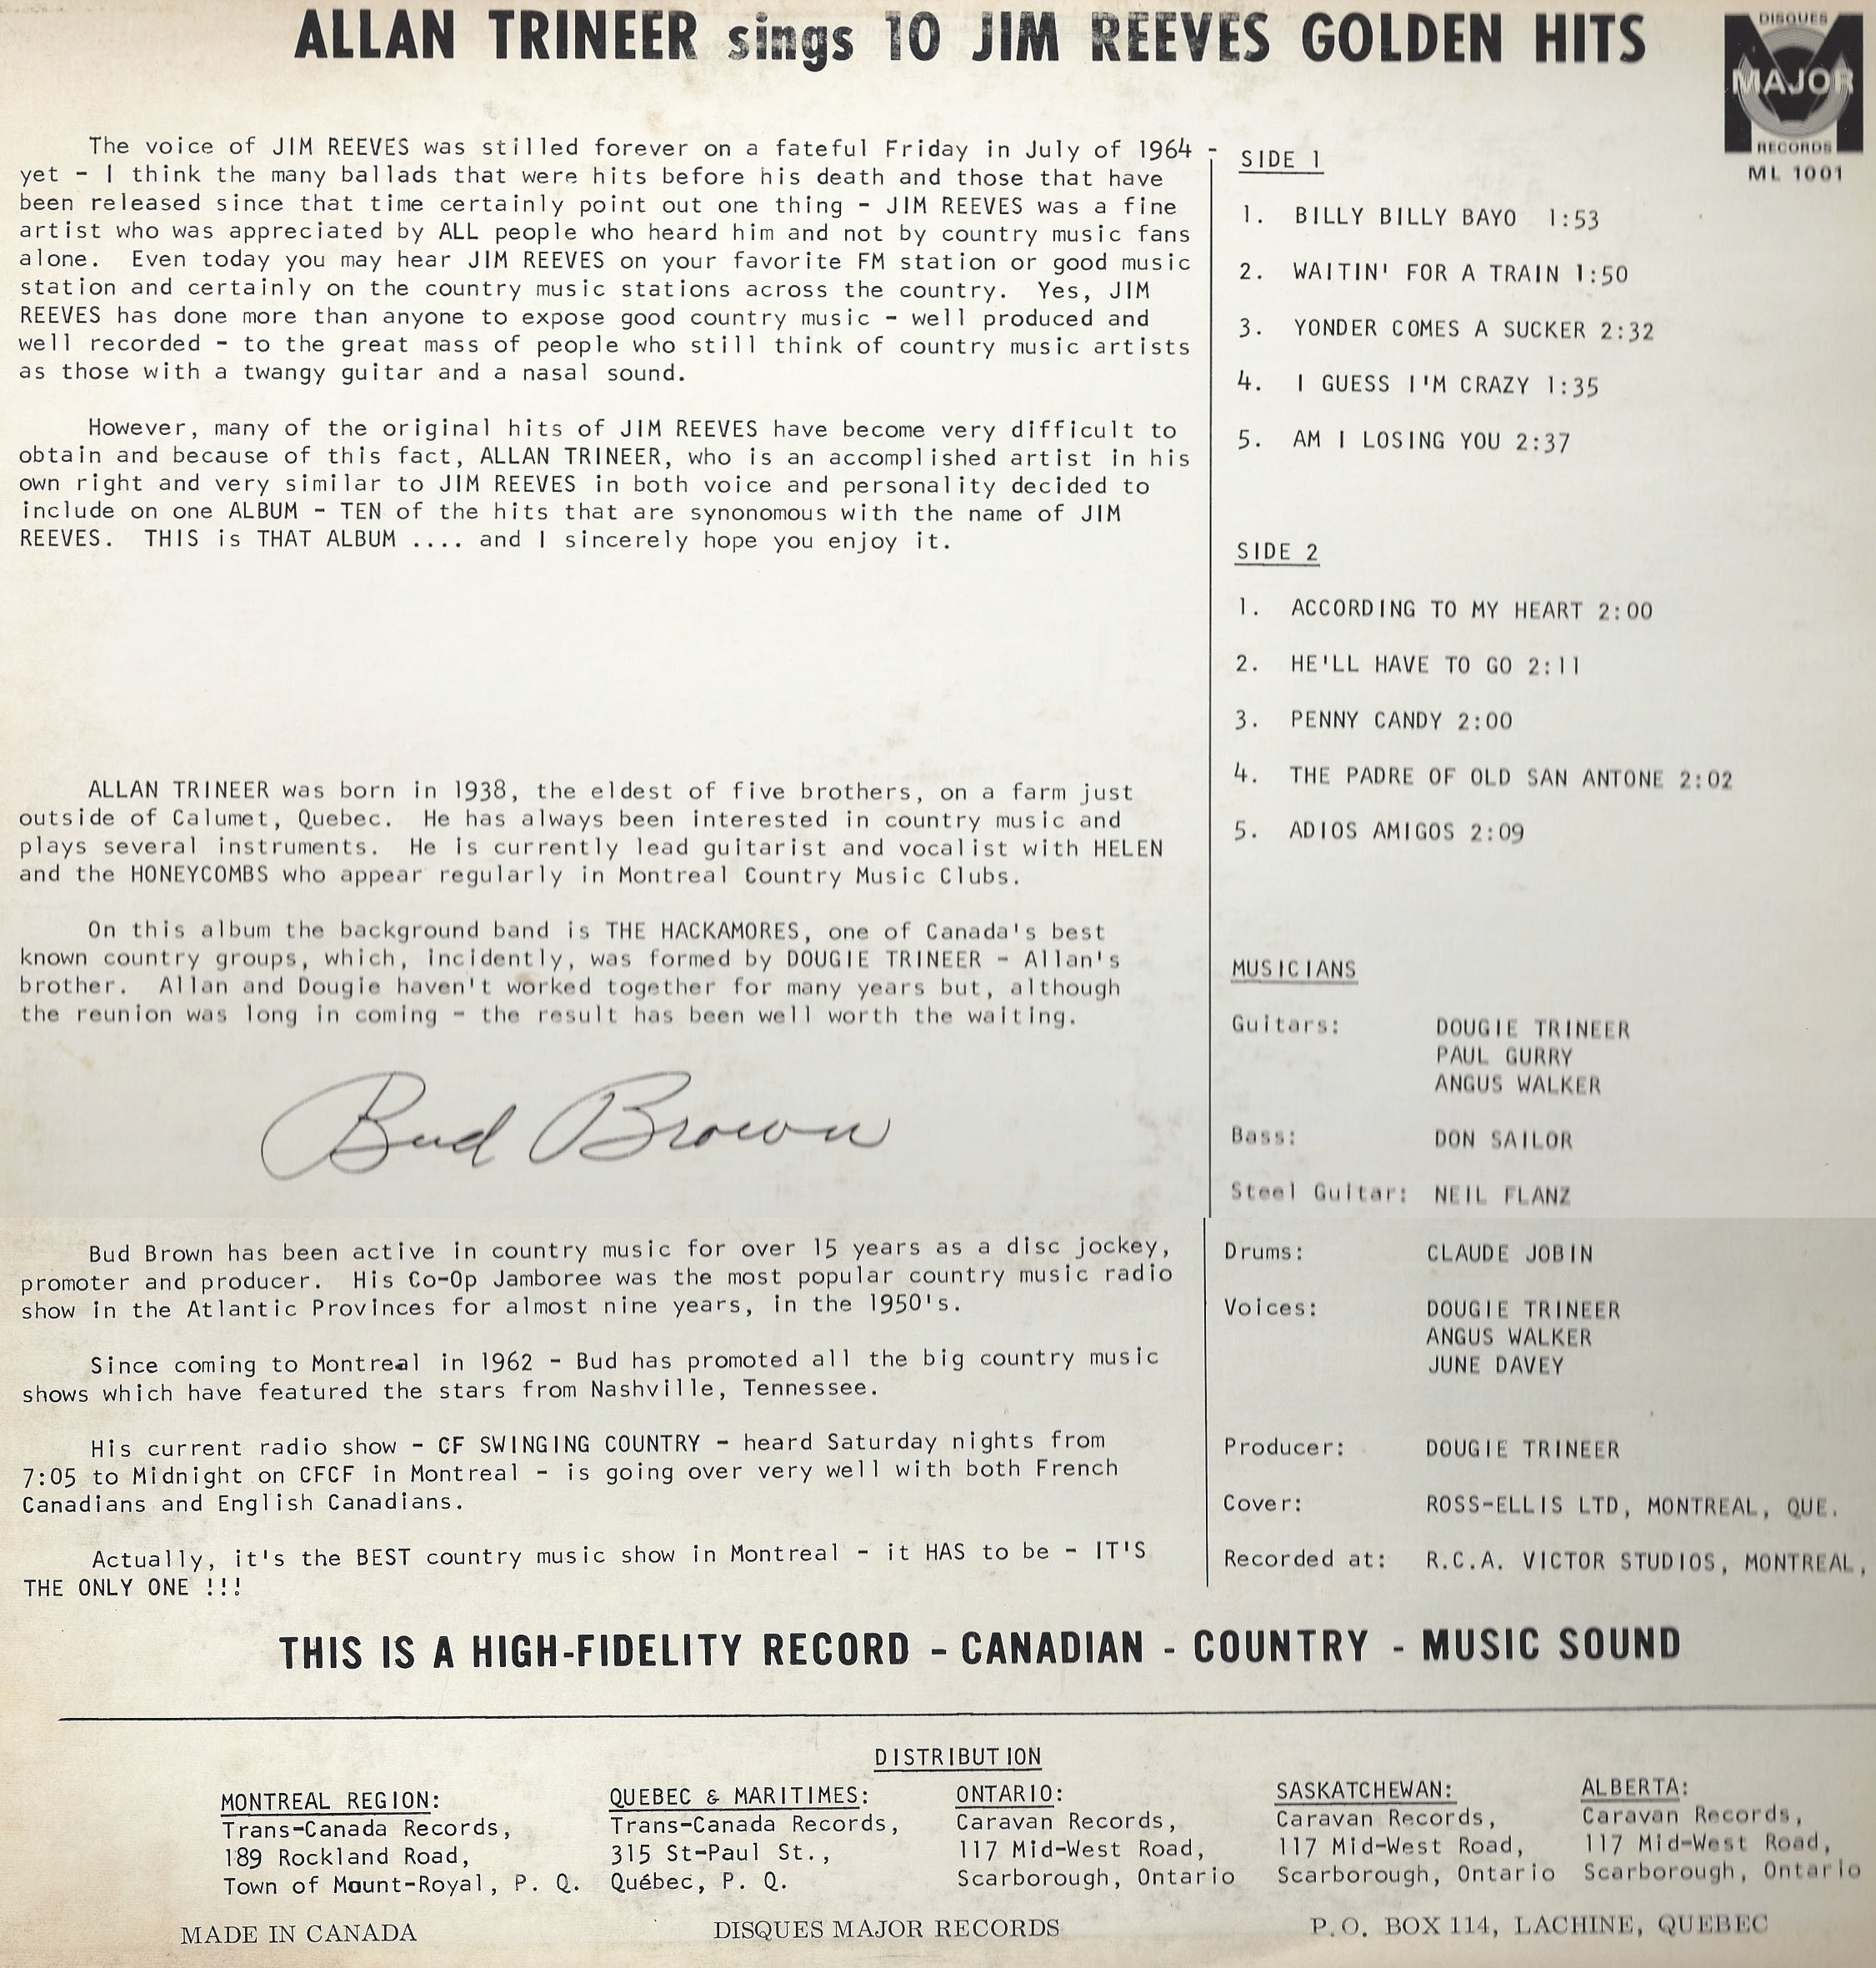 ALLAN TRINEER sings 10 JIM REEVES GOLDEN HITS
DISQUES
MAJOR
RECORDS
ML 1001
The voice of JIM REEVES was stilled forever on a fateful Friday in July of 1964 -
yet - I think the many ballads that were hits before his death and those that have
been released since that time certainly point out one thing - JIM REEVES was a fine
artist who was appreciated by ALL people who heard him and not by country music fans
alone. Even today you may hear JIM REEVES on your favorite FM station or good music
station and certainly on the country music stations across the country. Yes, JIM
REEVES has done more than anyone to expose good country music - well produced and
well recorded - to the great mass of people who still think of country music artists
as those with a twangy guitar and a nasal sound.
However, many of the original hits of JIM REEVES have become very difficult to
obtain and because of this fact, ALLAN TRINEER, who is an accomplished artist in his
own right and very similar to JIM REEVES in both voice and personality decided to
include on one ALBUM - TEN of the hits that are synonomous with the name of JIM
REEVES. THIS is THAT ALBUM .... and I sincerely hope you enjoy it.
ALLAN TRINEER was born in 1938, the eldest of five brothers, on a farm just
outside of Calumet, Quebec. He has always been interested in country music and
plays several instruments. He is currently lead guitarist and vocalist with HELEN
and the HONEYCOMBS who appear regularly in Montreal Country Music Clubs.
On this album the background band is THE HACKAMORES, one of Canada's best
known country groups, which, incidently, was formed by DOUGIE TRINEER - Allan's
brother. Allan and Dougie haven't worked together for many years but, although
the reunion was long in coming - the result has been well worth the waiting.
Bud Brown
Bud Brown has been active in country music for over 15 years as a disc jockey,
promoter and producer. His Co-Op Jamboree was the most popular country music radio
show in the Atlantic Provinces for almost nine years, in the 1950's.
Since coming to Montreal in 1962 - Bud has promoted all the big country music
shows which have featured the stars from Nashville, Tennessee.
His current radio show - CF SWINGING COUNTRY - heard Saturday nights from
7:05 to Midnight on CFCF in Montreal - is going over very well with both French
Canadians and English Canadians.
Actually, it's the BEST country music show in Montreal - it HAS to be - IT'S
THE ONLY ONE !!!
SIDE 1
1. BILLY BILLY BAYO 1:53
2. WAITIN' FOR A TRAIN 1:50
3. YONDER COMES A SUCKER 2:32
4. I GUESS I'M CRAZY 1:35
5. AM I LOSING YOU 2:37
SIDE 2
1. ACCORDING TO MY HEART 2:00
2. HE'LL HAVE TO GO 2:11
3. PENNY CANDY 2:00
4. THE PADRE OF OLD SAN ANTONE 2:02
5. ADIOS AMIGOS 2:09
MUSICIANS
Guitars: DOUGIE TRINEER
PAUL GURRY
ANGUS WALKER
Bass: DON SAILOR
Steel Guitar: NEIL FLANZ
Drums: CLAUDE JOBIN
Voices: DOUGIE TRINEER
ANGUS WALKER
JUNE DAVEY
Producer: DOUGIE TRINEER
Cover: ROSS-ELLIS LTD, MONTREAL, QUE.
Recorded at: R.C.A. VICTOR STUDIOS, MONTREAL,
THIS IS A HIGH-FIDELITY RECORD - CANADIAN - COUNTRY - MUSIC SOUND
DISTRIBUTION
MONTREAL REGION:
Trans-Canada Records,
189 Rockland Road,
Town of Mount-Royal, P. Q.
QUEBEC & MARITIMES:
Trans-Canada Records,
315 St-Paul St.,
Québec, P. Q.
ONTARIO:
Caravan Records,
117 Mid-West Road,
Scarborough, Ontario
SASKATCHEWAN:
Caravan Records,
117 Mid-West Road,
Scarborough, Ontario
ALBERTA:
Caravan Records,
117 Mid-West Road,
Scarborough, Ontario
MADE IN CANADA
DISQUES MAJOR RECORDS
P.O. BOX 114, LACHINE, QUEBEC